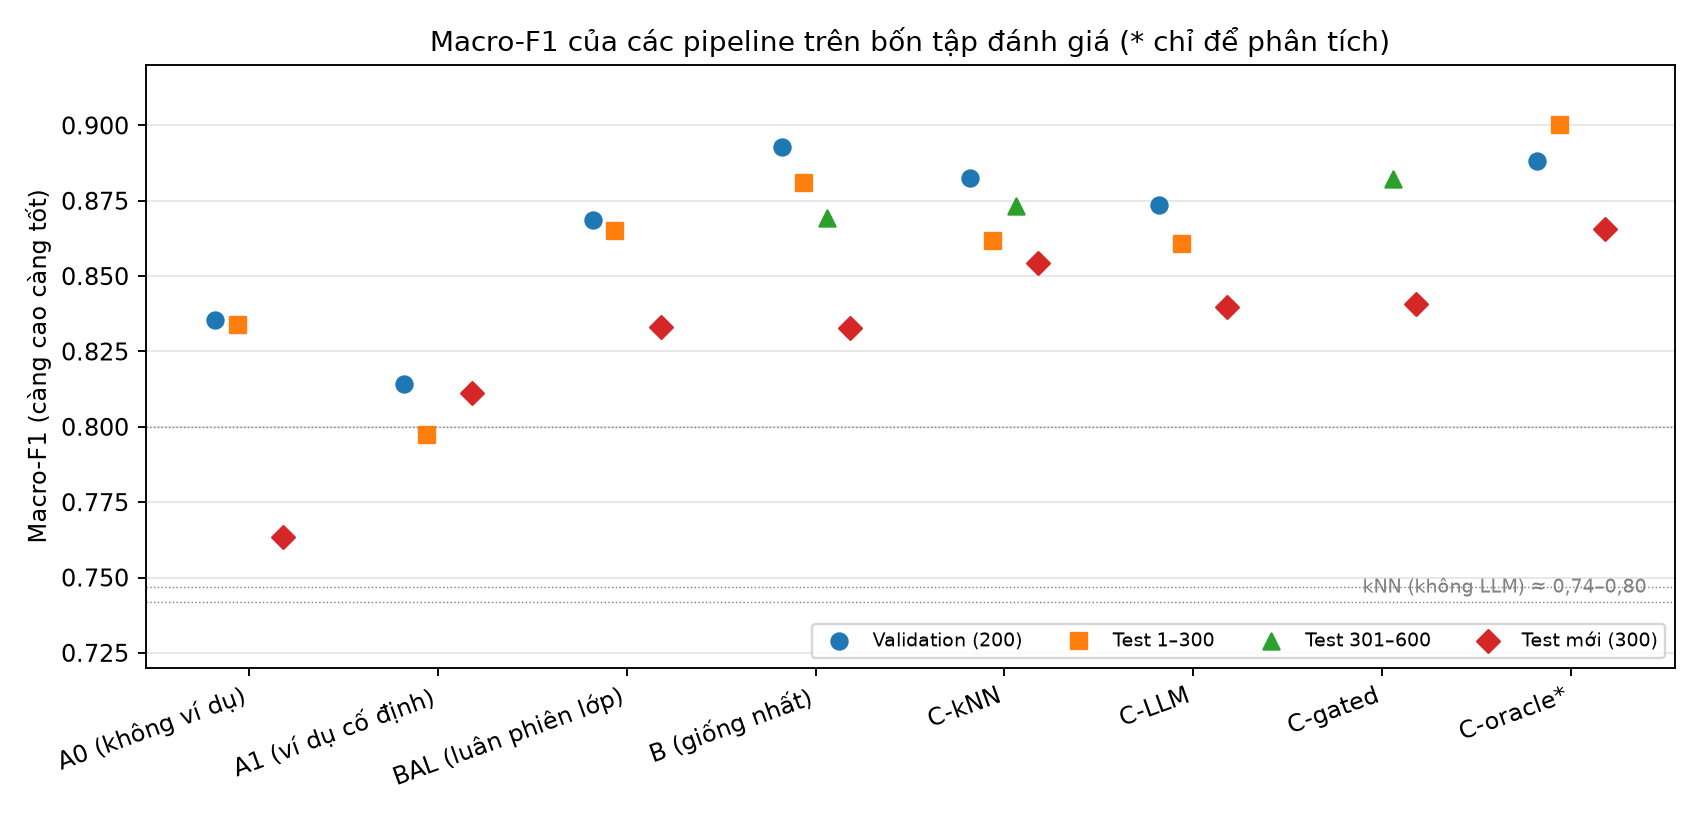 Macro-F1 của các pipeline trên bốn tập đánh giá (* chỉ để phân tích)
Macro-F1 (càng cao càng tốt)
0.900
0.875
0.850
0.825
0.800
0.775
0.750
0.725
kNN (không LLM) ≈ 0,74–0,80
Validation (200)
Test 1–300
Test 301–600
Test mới (300)
A0 (không ví dụ)
A1 (ví dụ cố định)
BAL (luân phiên lớp)
B (giống nhất)
C-kNN
C-LLM
C-gated
C-oracle*